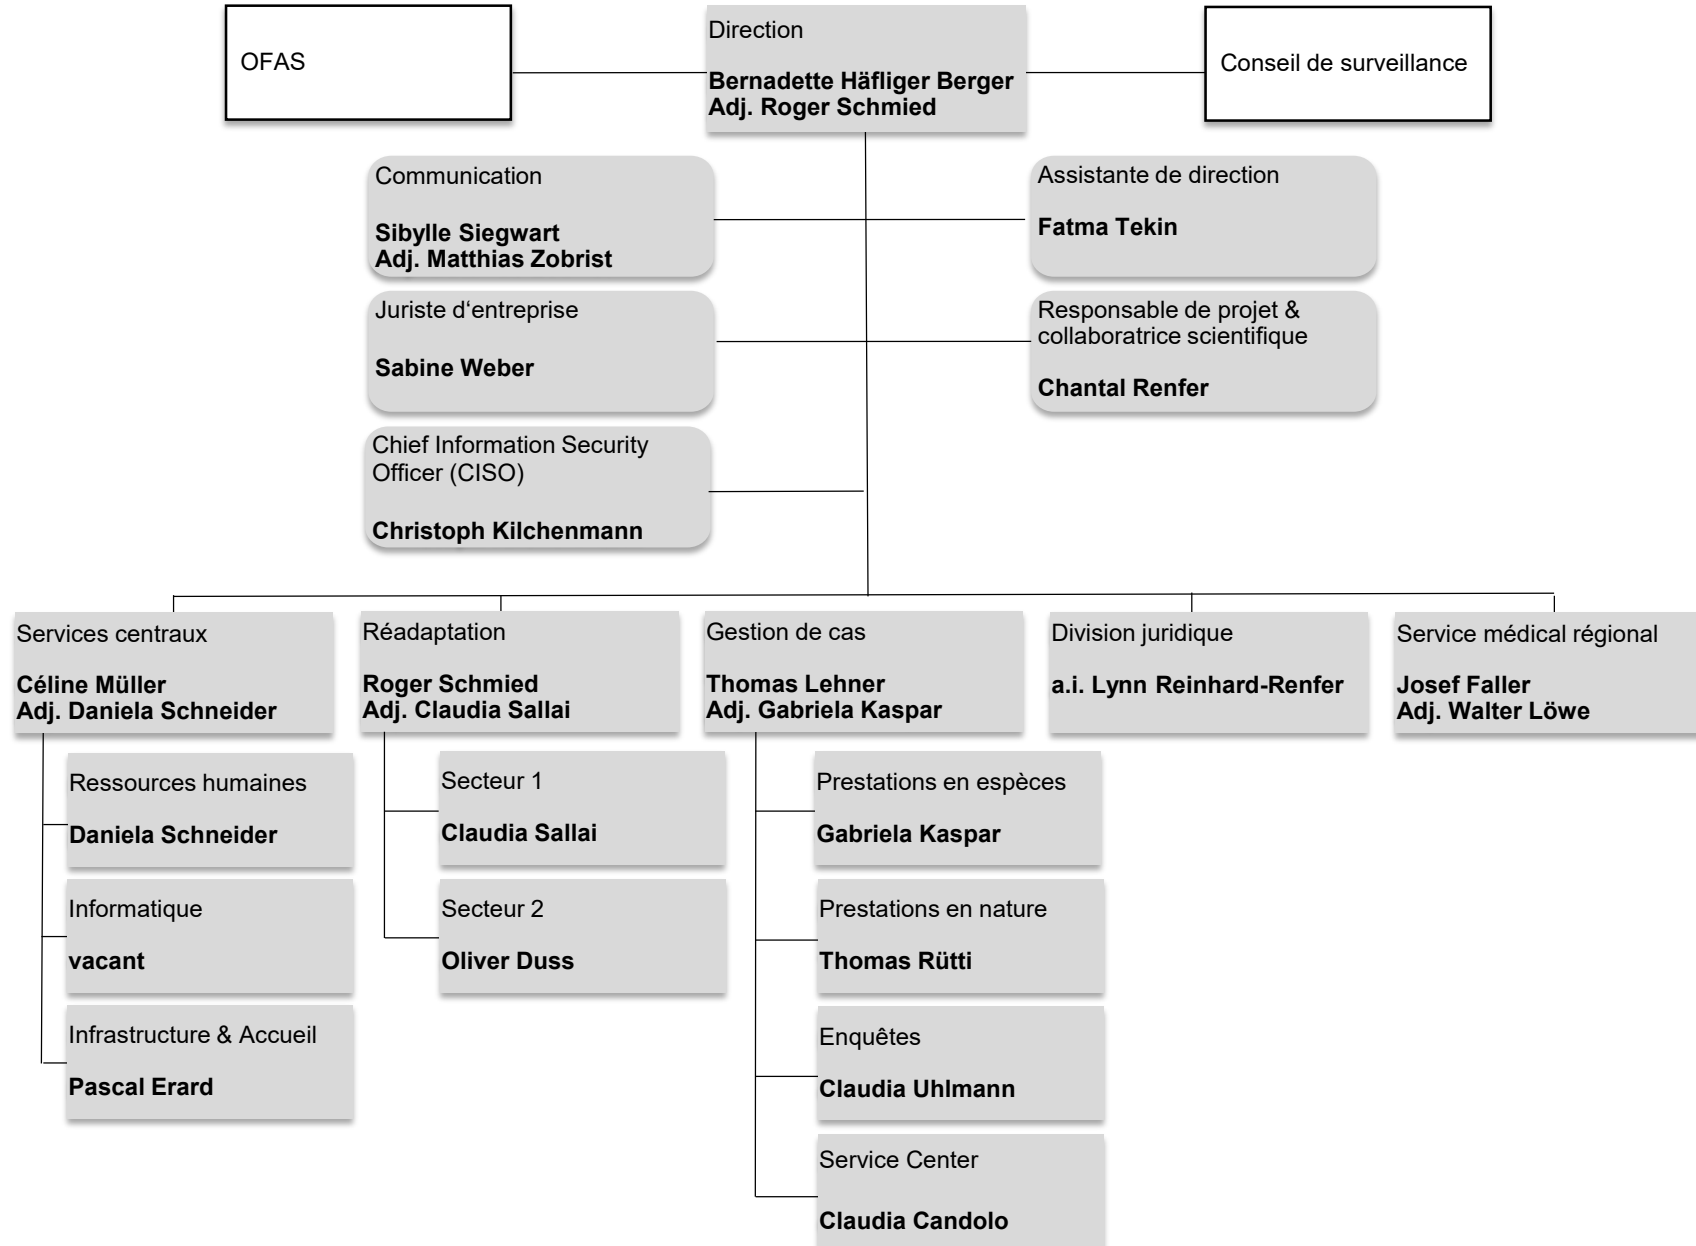 OFAS
Direction
Bernadette Häfliger Berger
Adj. Roger Schmied
Conseil de surveillance
Communication
Sibylle Siegwart
Adj. Matthias Zobrist
Assistante de direction
Fatma Tekin
Juriste d‘entreprise
Sabine Weber
Responsable de projet &
collaboratrice scientifique
Chantal Renfer
Chief Information Security
Officer (CISO)
Christoph Kilchenmann
Services centraux
Céline Müller
Adj. Daniela Schneider
Réadaptation
Roger Schmied
Adj. Claudia Sallai
Gestion de cas
Thomas Lehner
Adj. Gabriela Kaspar
Division juridique
a.i. Lynn Reinhard-Renfer
Service médical régional
Josef Faller
Adj. Walter Löwe
Ressources humaines
Daniela Schneider
Informatique
vacant
Infrastructure & Accueil
Pascal Erard
Secteur 1
Claudia Sallai
Secteur 2
Oliver Duss
Prestations en espèces
Gabriela Kaspar
Prestations en nature
Thomas Rütti
Enquêtes
Claudia Uhlmann
Service Center
Claudia Candolo